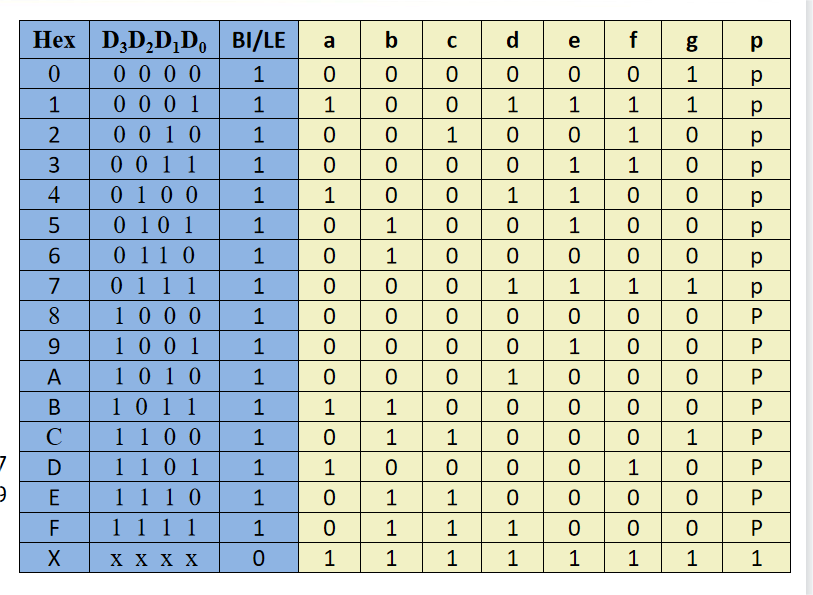 Hex D₃D₂D₁D₀ BI/LE a b c d e f g p
0 0 0 0 0 1 0 0 0 0 0 0 1 p
1 0 0 0 1 1 1 0 0 1 1 1 1 p
2 0 0 1 0 1 0 0 1 0 0 1 0 p
3 0 0 1 1 1 0 0 0 0 1 1 0 p
4 0 1 0 0 1 1 0 0 1 1 0 0 p
5 0 1 0 1 1 0 1 0 0 1 0 0 p
6 0 1 1 0 1 0 1 0 0 0 0 0 p
7 0 1 1 1 1 0 0 0 1 1 1 1 p
8 1 0 0 0 1 0 0 0 0 0 0 0 P
9 1 0 0 1 1 0 0 0 0 1 0 0 P
A 1 0 1 0 1 0 0 0 1 0 0 0 P
B 1 0 1 1 1 1 1 0 0 0 0 0 P
C 1 1 0 0 1 0 1 1 0 0 0 1 P
D 1 1 0 1 1 1 0 0 0 0 1 0 P
E 1 1 1 0 1 0 1 1 0 0 0 0 P
F 1 1 1 1 1 0 1 1 1 0 0 0 P
X x x x x 0 1 1 1 1 1 1 1 1